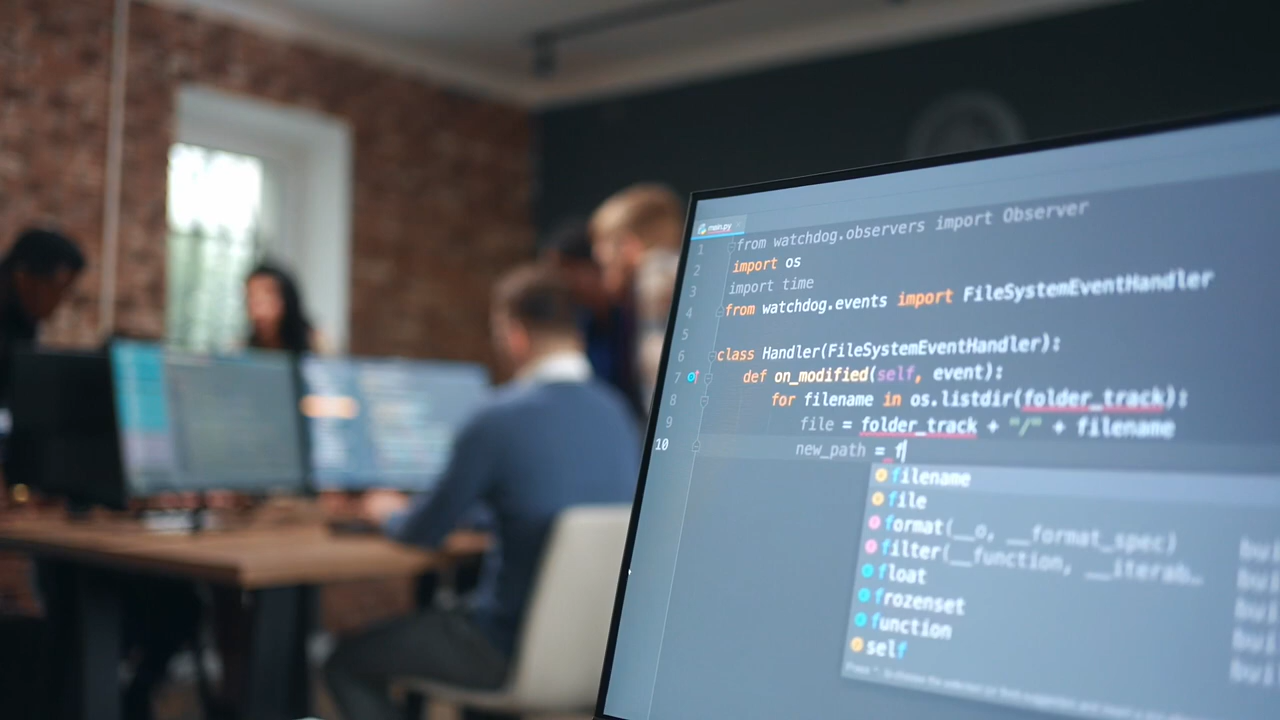 main.py
1 from watchdog.observers import Observer
2 import os
3 import time
4 from watchdog.events import FileSystemEventHandler
5
6 class Handler(FileSystemEventHandler):
7 def on_modified(self, event):
8 for filename in os.listdir(folder_track):
9 file = folder_track + "/" + filename
10 new_path = f
filename
file
format(__o, __format_spec)
filter(__function, __iterab…
float
frozenset
function
self